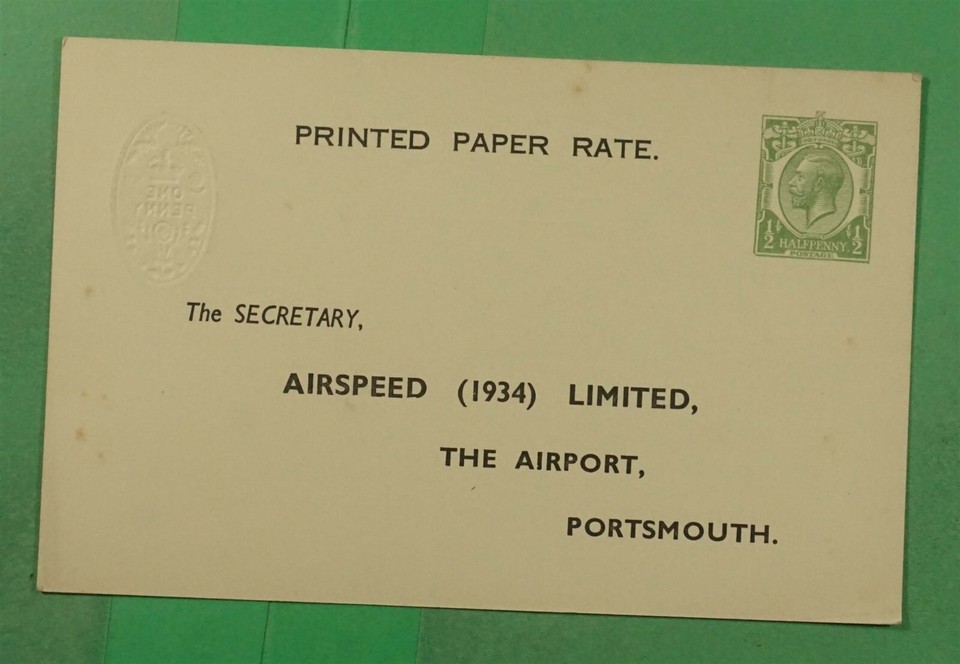 PRINTED PAPER RATE.
ONE
PENNY
1/2 HALFPENNY 1/2
POSTAGE
The SECRETARY,
AIRSPEED (1934) LIMITED,
THE AIRPORT,
PORTSMOUTH.